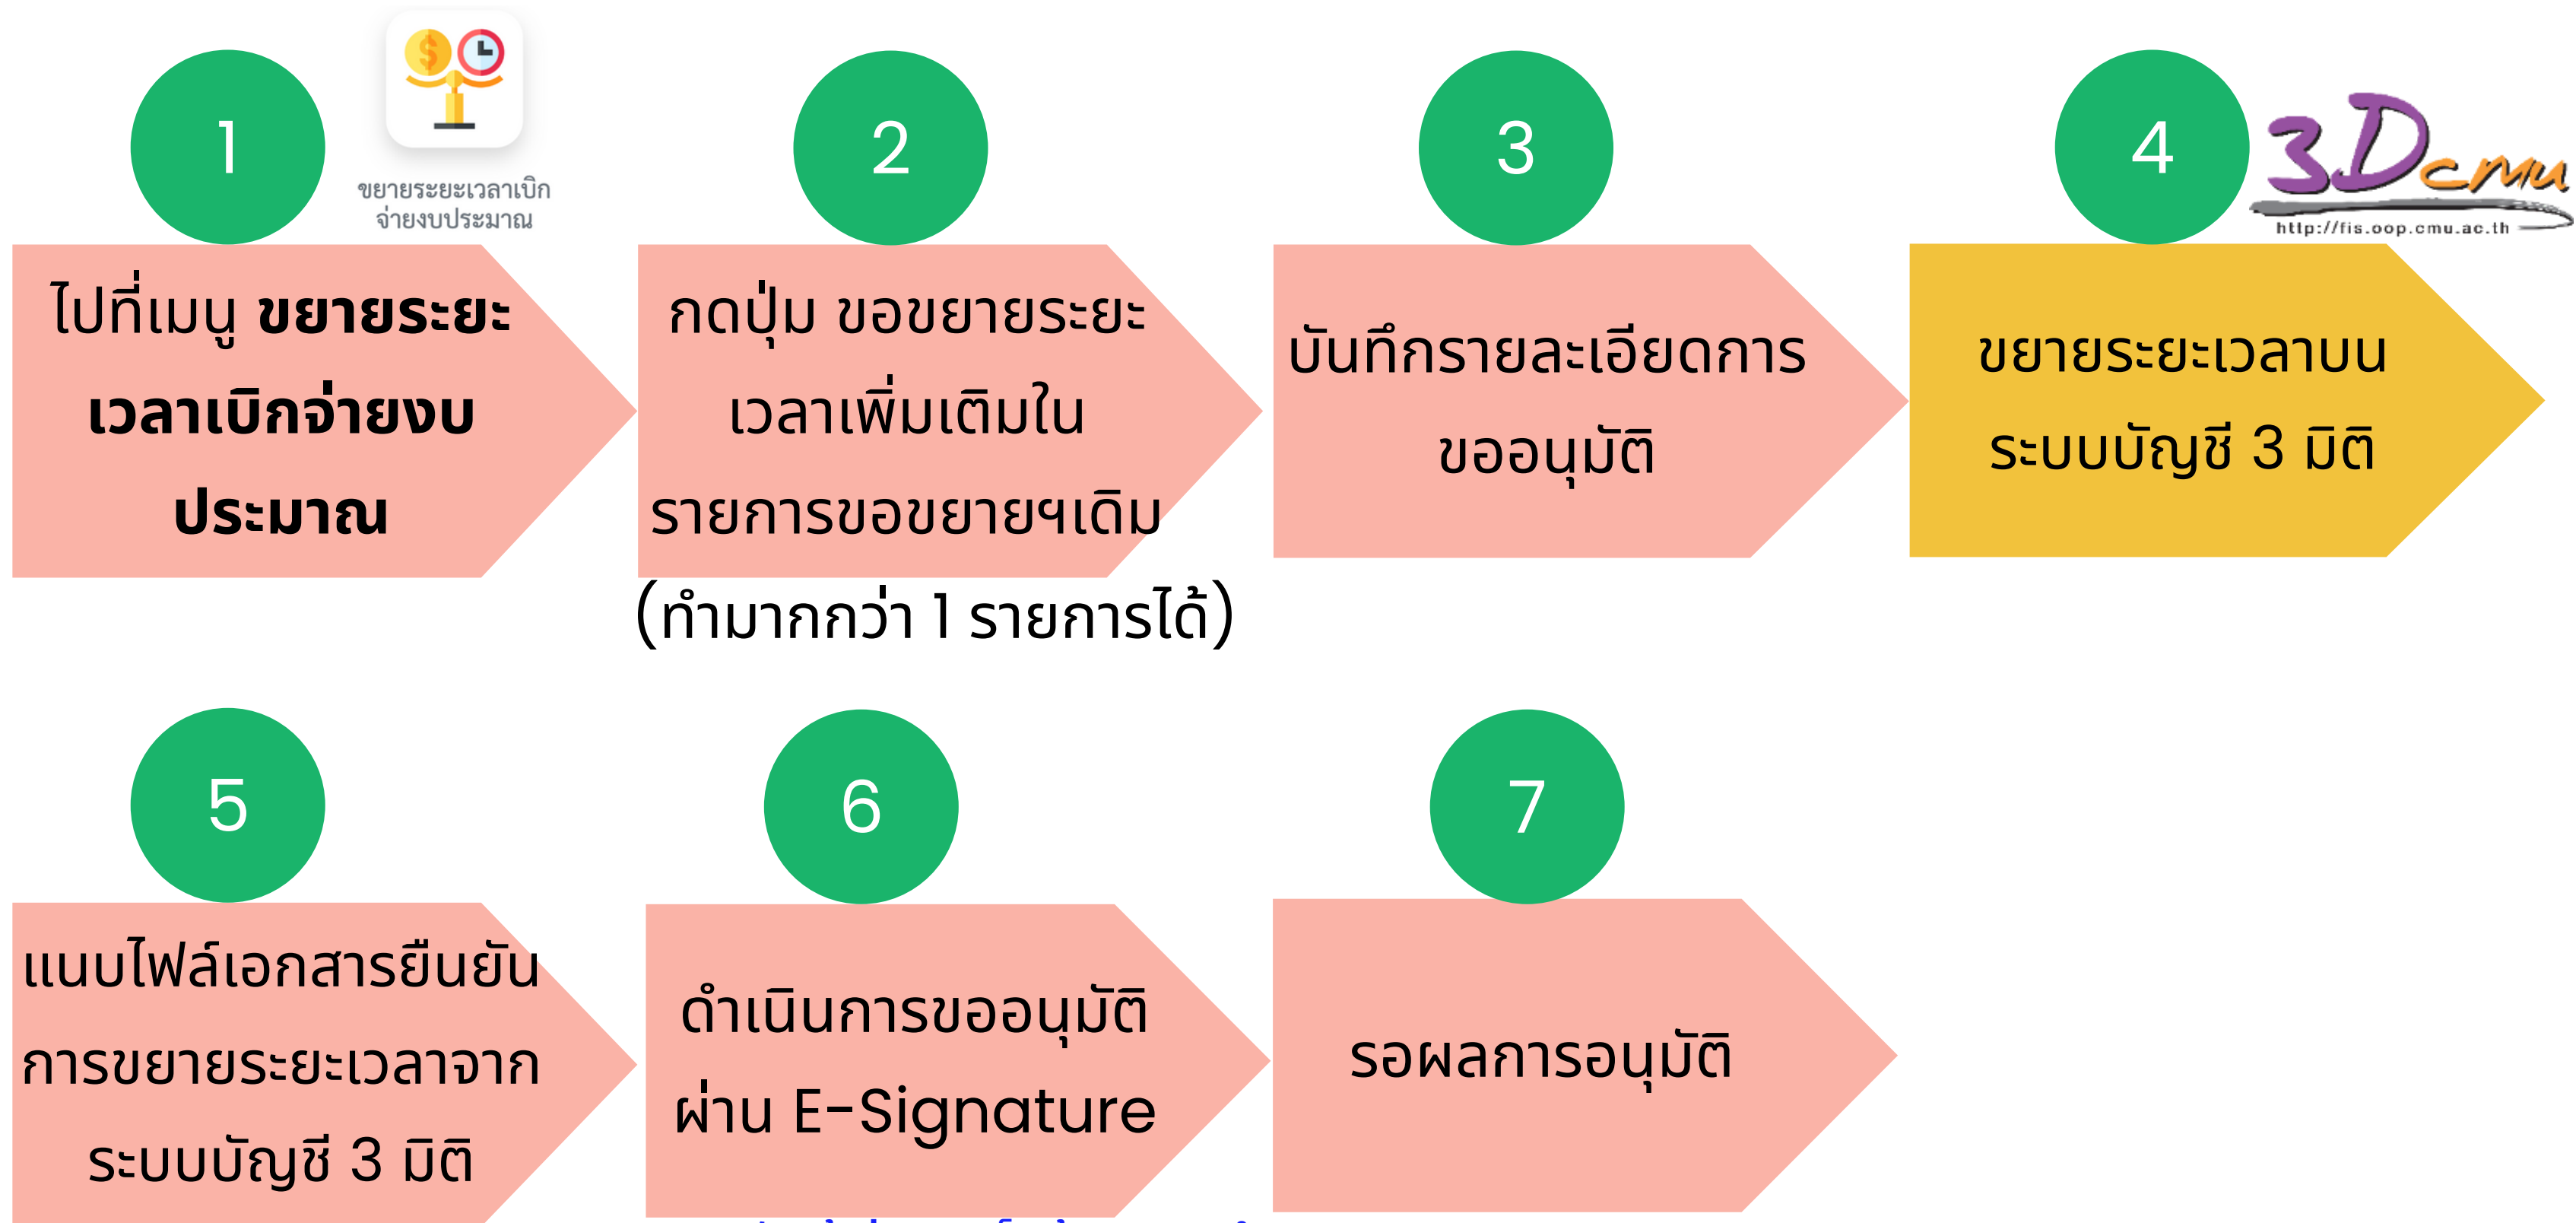 1
ขยายระยะเวลาเบิก
จ่ายงบประมาณ
ไปที่เมนู ขยายระยะ
เวลาเบิกจ่ายงบ
ประมาณ
2
กดปุ่ม ขอขยายระยะ
เวลาเพิ่มเติมใน
รายการขอขยายฯเดิม
(ทำมากกว่า 1 รายการได้)
3
บันทึกรายละเอียดการ
ขออนุมัติ
4
3Dcmu
http://fis.oop.cmu.ac.th
ขยายระยะเวลาบน
ระบบบัญชี 3 มิติ
5
แนบไฟล์เอกสารยืนยัน
การขยายระยะเวลาจาก
ระบบบัญชี 3 มิติ
6
ดำเนินการขออนุมัติ
ผ่าน E-Signature
7
รอผลการอนุมัติ